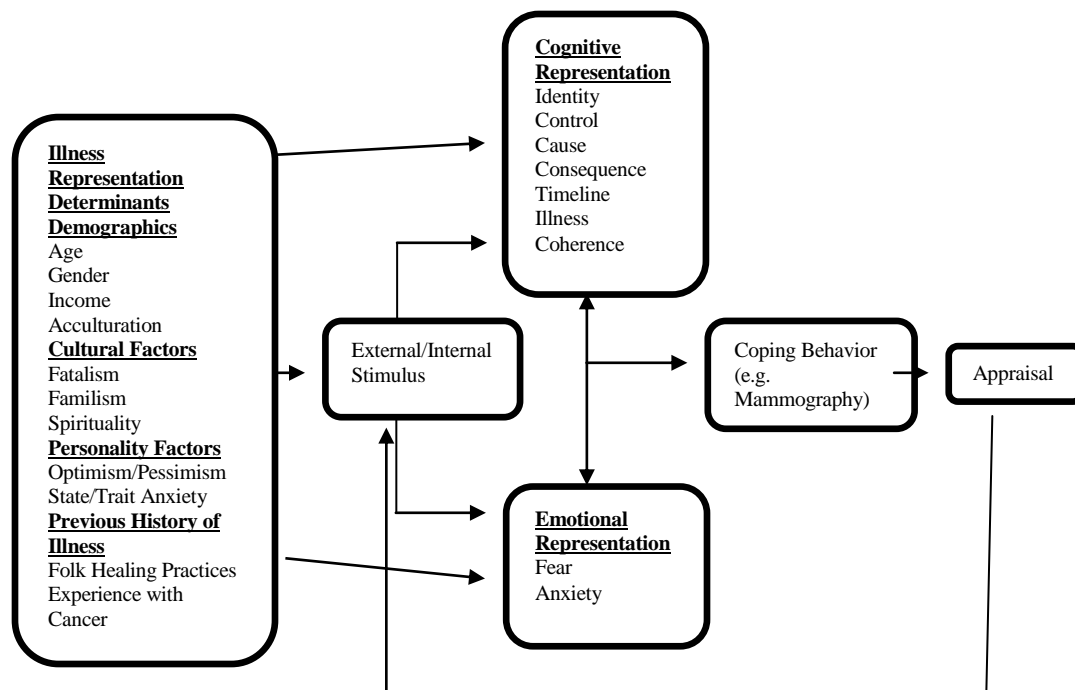 Illness
Representation
Determinants
Demographics
Age
Gender
Income
Acculturation
Cultural Factors
Fatalism
Familism
Spirituality
Personality Factors
Optimism/Pessimism
State/Trait Anxiety
Previous History of
Illness
Folk Healing Practices
Experience with
Cancer
External/Internal
Stimulus
Cognitive
Representation
Identity
Control
Cause
Consequence
Timeline
Illness
Coherence
Emotional
Representation
Fear
Anxiety
Coping Behavior
(e.g.
Mammography)
Appraisal